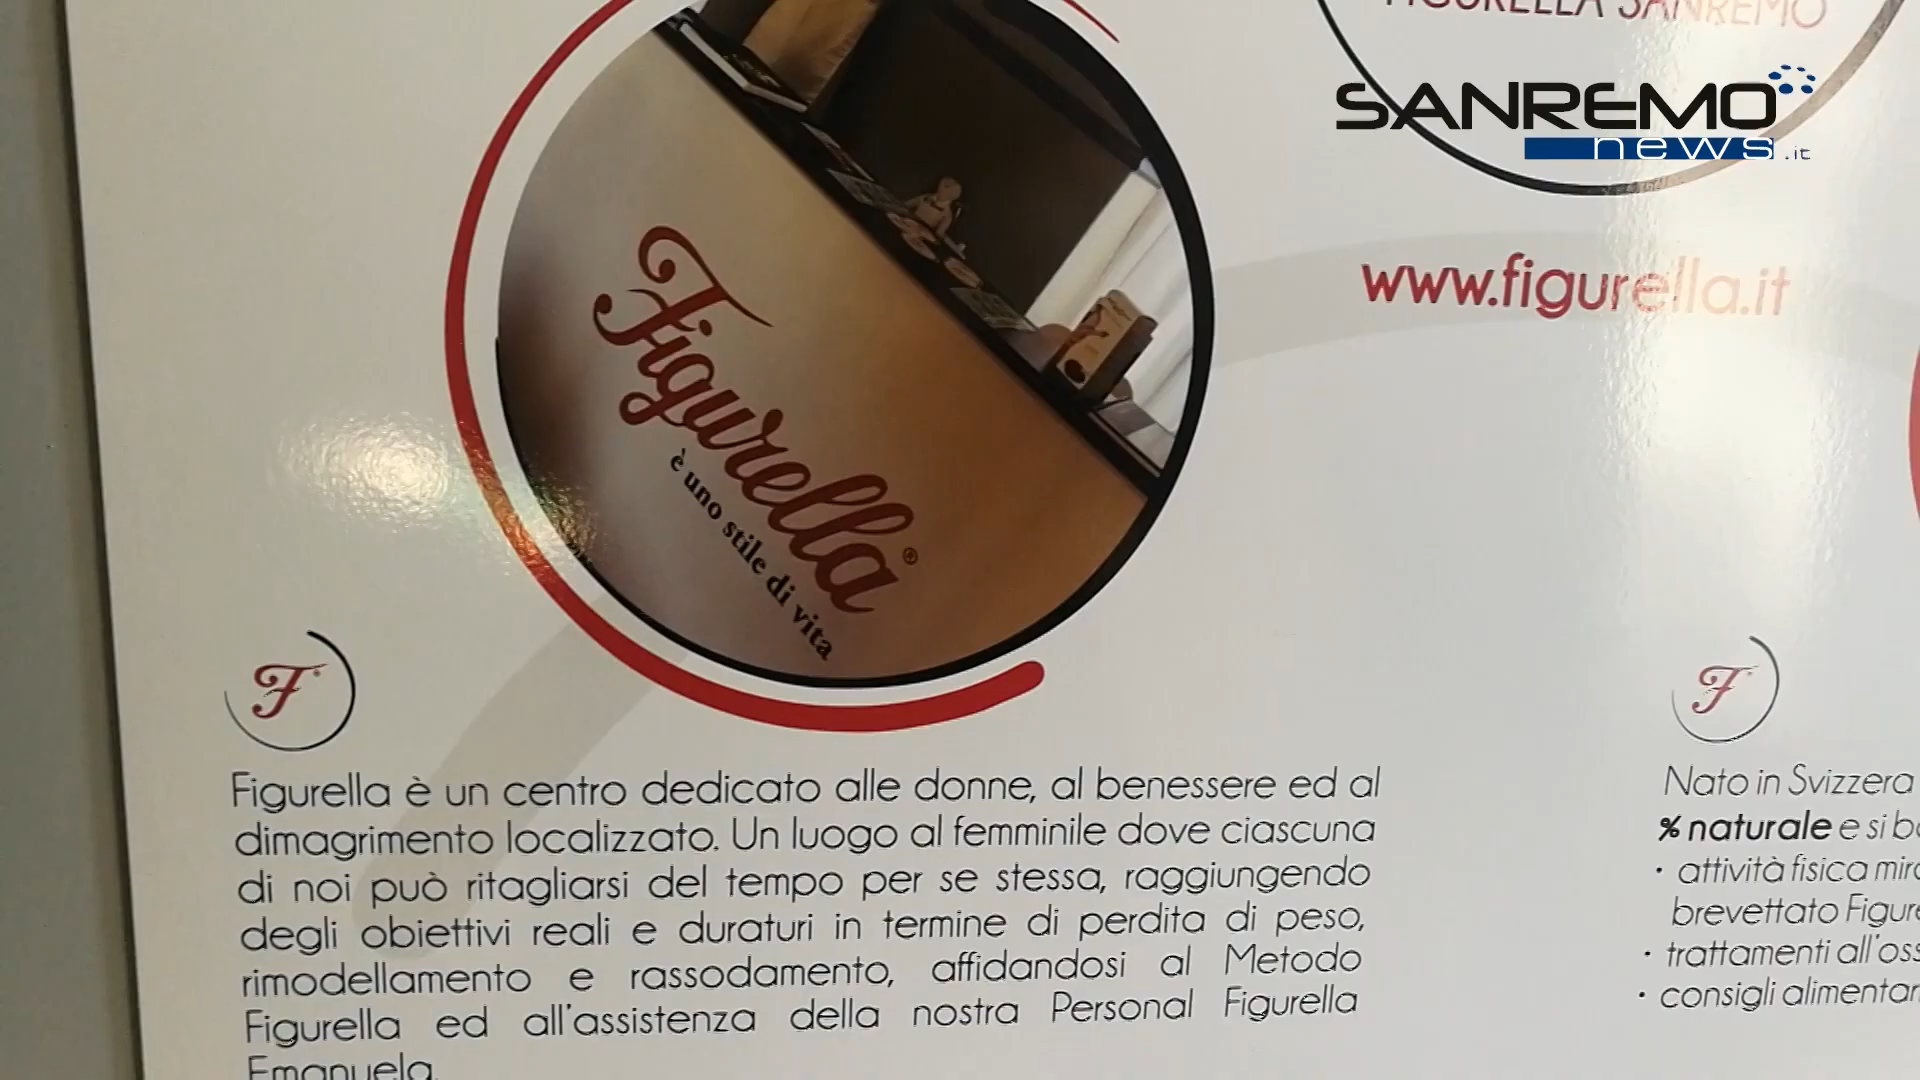 FIGURELLA SANREMO
SANREMO
news.it
www.figurella.it
Figurella®
è uno stile di vita
F
Figurella è un centro dedicato alle donne, al benessere ed al
dimagrimento localizzato. Un luogo al femminile dove ciascuna
di noi può ritagliarsi del tempo per se stessa, raggiungendo
degli obiettivi reali e duraturi in termine di perdita di peso,
rimodellamento e rassodamento, affidandosi al Metodo
Figurella ed all'assistenza della nostra Personal Figurella
Emanuela.
F
Nato in Svizzera
% naturale e si
• attività fisica
brevettato
• trattamenti
• consigli